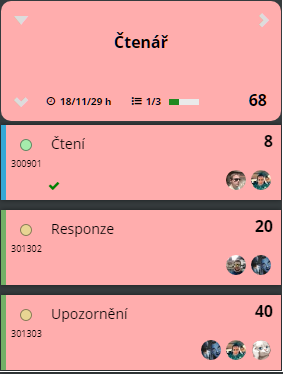 Čtenář
18/11/29 h 1/3 68
Čtení 8
300901
Responze 20
301302
Upozornění 40
301303